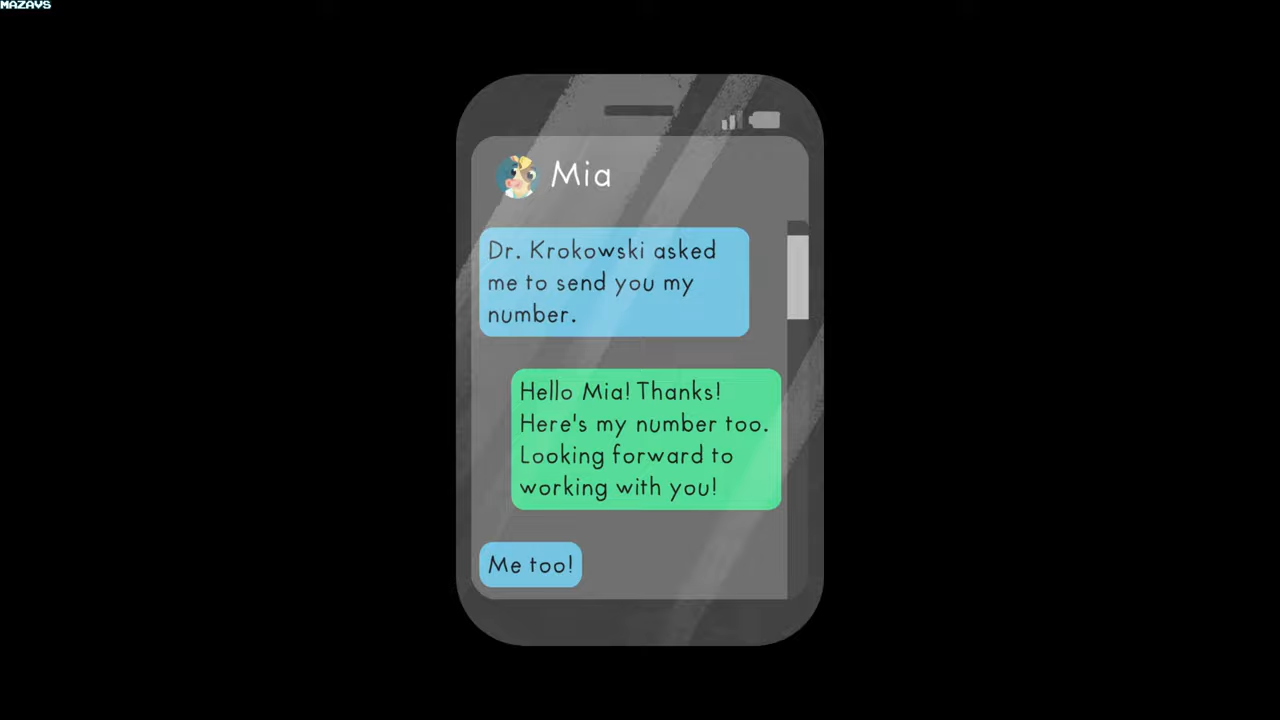 MAZAVS
Mia
Dr. Krokowski asked
me to send you my
number.
Hello Mia! Thanks!
Here's my number too.
Looking forward to
working with you!
Me too!